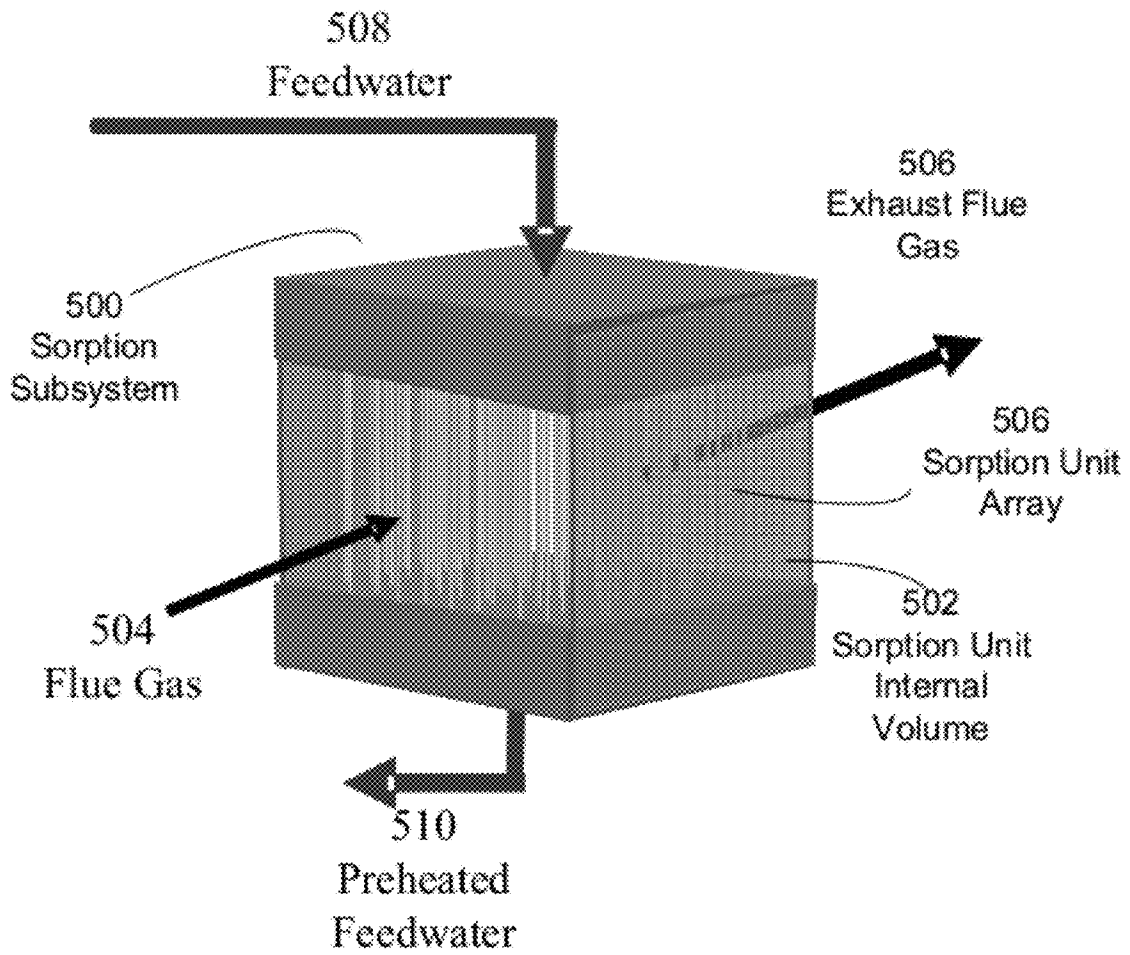 508
Feedwater
506
Exhaust Flue
Gas
500
Sorption
Subsystem
506
Sorption Unit
Array
504
Flue Gas
502
Sorption Unit
Internal
Volume
510
Preheated
Feedwater